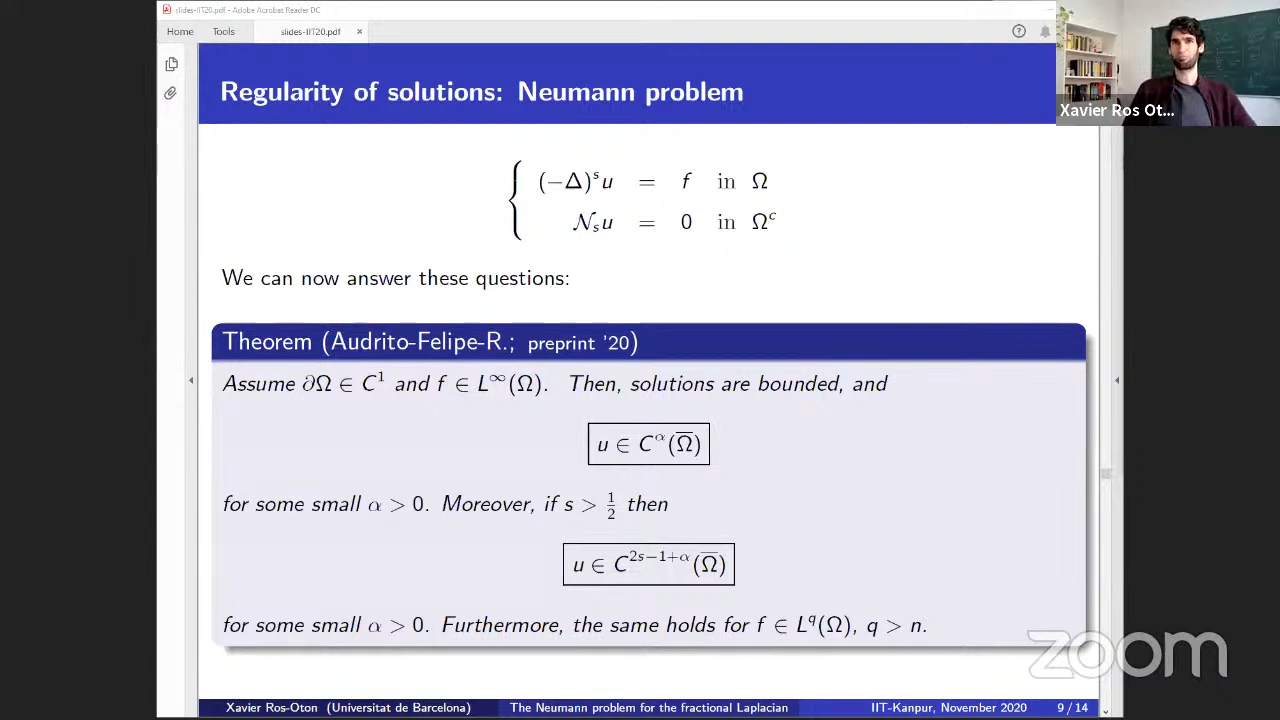 slides-IIT20.pdf - Adobe Acrobat Reader DC
Home Tools slides-IIT20.pdf ×
Regularity of solutions: Neumann problem
Xavier Ros Ot...
(−Δ)ˢu = f in Ω
𝒩ₛu = 0 in Ωᶜ
We can now answer these questions:
Theorem (Audrito-Felipe-R.; preprint '20)
Assume ∂Ω ∈ C¹ and f ∈ L^∞(Ω). Then, solutions are bounded, and
u ∈ C^α(Ω̅)
for some small α > 0. Moreover, if s > 1/2 then
u ∈ C^{2s−1+α}(Ω̅)
for some small α > 0. Furthermore, the same holds for f ∈ L^q(Ω), q > n.
zoom
Xavier Ros-Oton (Universitat de Barcelona) The Neumann problem for the fractional Laplacian IIT-Kanpur, November 2020 9 / 14